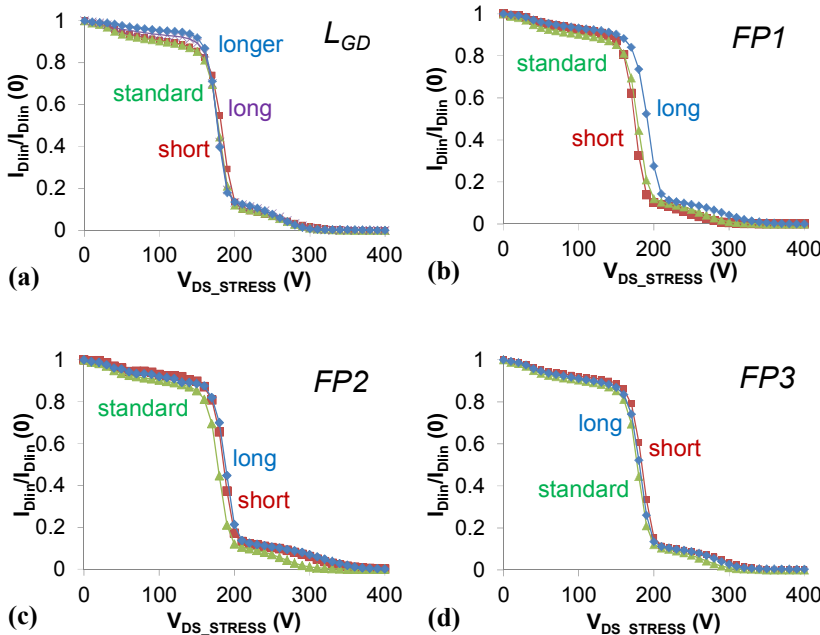 L_GD
longer
standard
long
short
I_Dlin/I_Dlin (0)
1
0.8
0.6
0.4
0.2
0
0 100 200 300 400
(a)
V_DS_STRESS (V)
FP1
standard
long
short
I_Dlin/I_Dlin (0)
1
0.8
0.6
0.4
0.2
0
0 100 200 300 400
(b)
V_DS_STRESS (V)
FP2
standard
long
short
I_Dlin/I_Dlin (0)
1
0.8
0.6
0.4
0.2
0
0 100 200 300 400
(c)
V_DS_STRESS (V)
FP3
long
short
standard
I_Dlin/I_Dlin (0)
1
0.8
0.6
0.4
0.2
0
0 100 200 300 400
(d)
V_DS_STRESS (V)